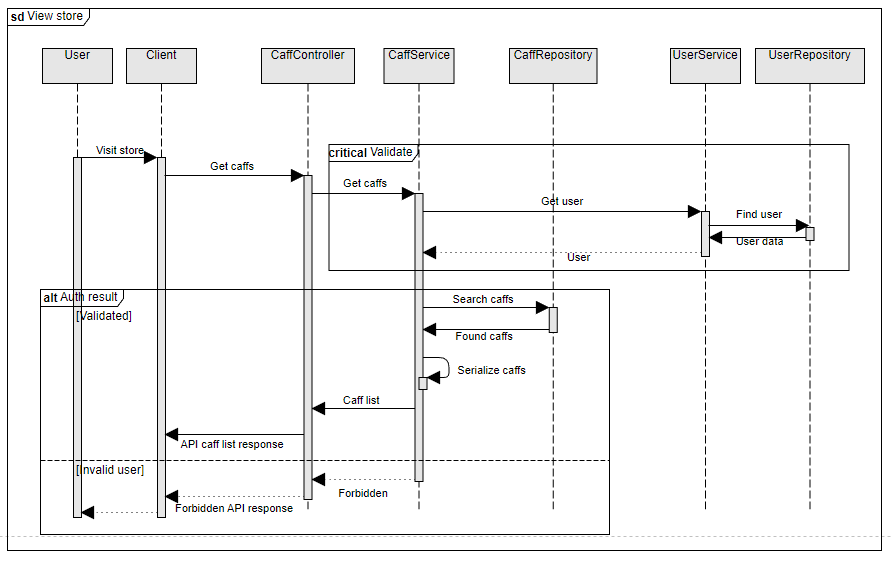 sd View store
User
Client
CaffController
CaffService
CaffRepository
UserService
UserRepository
critical Validate
Visit store
Get caffs
Get caffs
Get user
Find user
User data
User
alt Auth result
[Validated]
Search caffs
Found caffs
Serialize caffs
Caff list
API caff list response
[Invalid user]
Forbidden
Forbidden API response